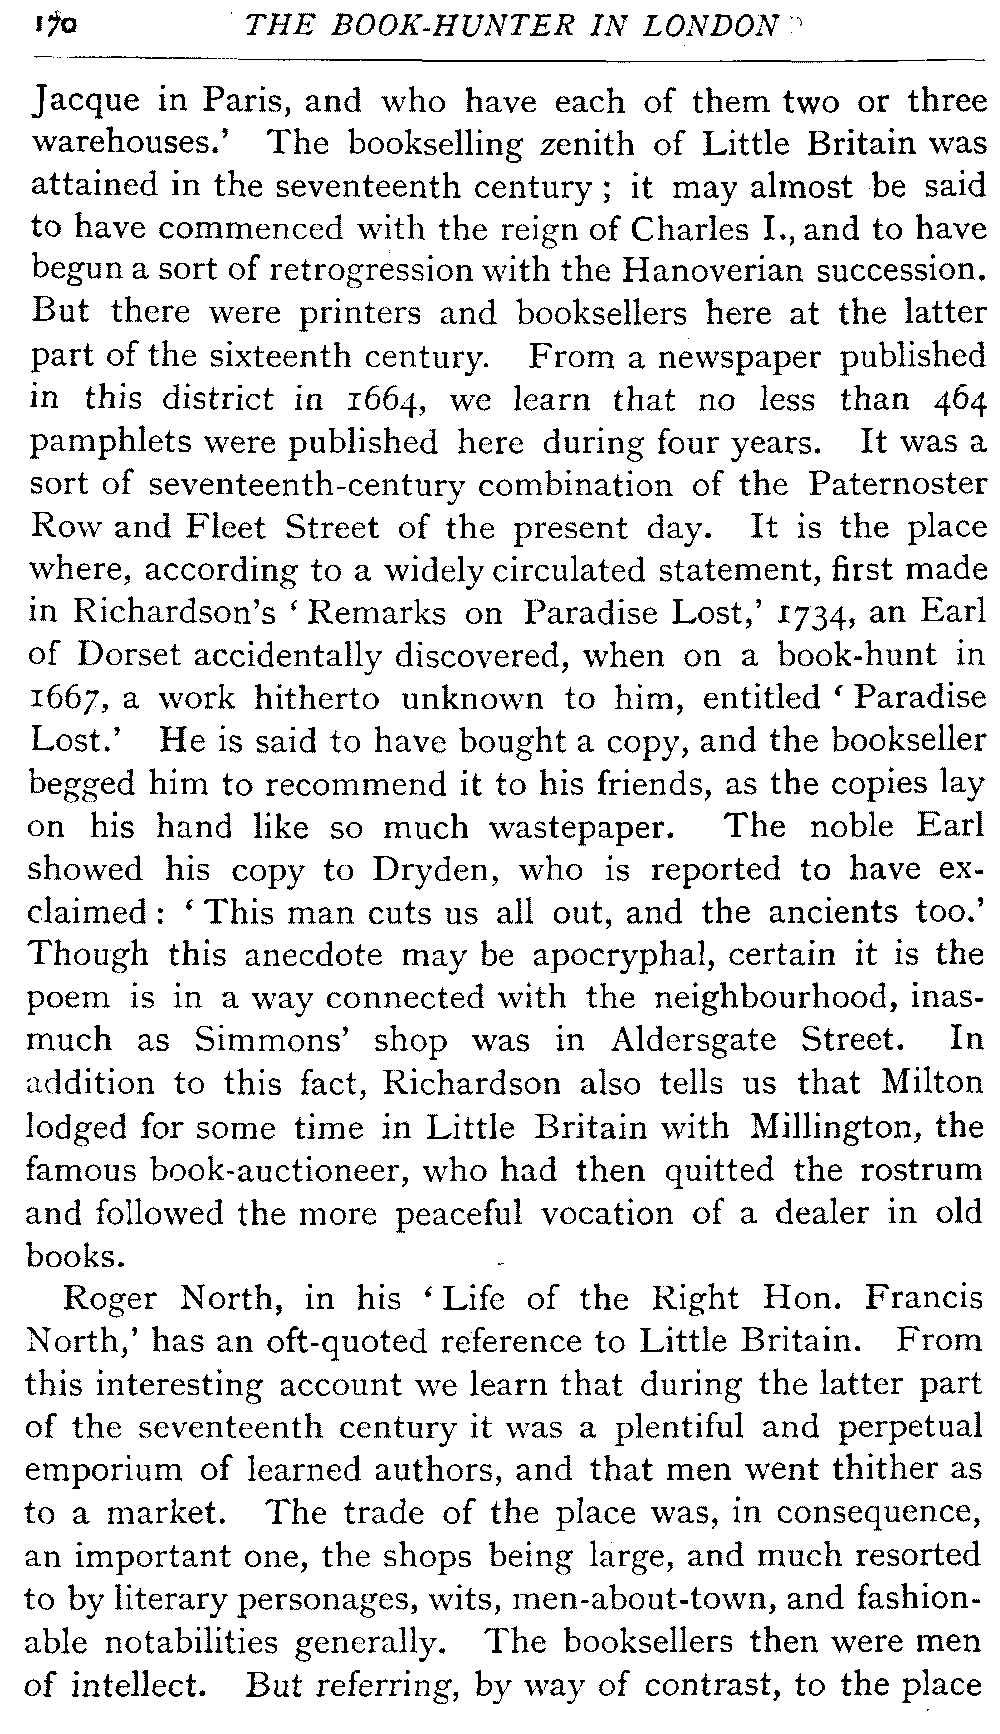 170 THE BOOK-HUNTER IN LONDON
Jacque in Paris, and who have each of them two or three
warehouses.' The bookselling zenith of Little Britain was
attained in the seventeenth century; it may almost be said
to have commenced with the reign of Charles I., and to have
begun a sort of retrogression with the Hanoverian succession.
But there were printers and booksellers here at the latter
part of the sixteenth century. From a newspaper published
in this district in 1664, we learn that no less than 464
pamphlets were published here during four years. It was a
sort of seventeenth-century combination of the Paternoster
Row and Fleet Street of the present day. It is the place
where, according to a widely circulated statement, first made
in Richardson's ‘Remarks on Paradise Lost,’ 1734, an Earl
of Dorset accidentally discovered, when on a book-hunt in
1667, a work hitherto unknown to him, entitled ‘Paradise
Lost.’ He is said to have bought a copy, and the bookseller
begged him to recommend it to his friends, as the copies lay
on his hand like so much wastepaper. The noble Earl
showed his copy to Dryden, who is reported to have ex-
claimed: ‘This man cuts us all out, and the ancients too.’
Though this anecdote may be apocryphal, certain it is the
poem is in a way connected with the neighbourhood, inas-
much as Simmons’ shop was in Aldersgate Street. In
addition to this fact, Richardson also tells us that Milton
lodged for some time in Little Britain with Millington, the
famous book-auctioneer, who had then quitted the rostrum
and followed the more peaceful vocation of a dealer in old
books.
Roger North, in his ‘Life of the Right Hon. Francis
North,’ has an oft-quoted reference to Little Britain. From
this interesting account we learn that during the latter part
of the seventeenth century it was a plentiful and perpetual
emporium of learned authors, and that men went thither as
to a market. The trade of the place was, in consequence,
an important one, the shops being large, and much resorted
to by literary personages, wits, men-about-town, and fashion-
able notabilities generally. The booksellers then were men
of intellect. But referring, by way of contrast, to the place